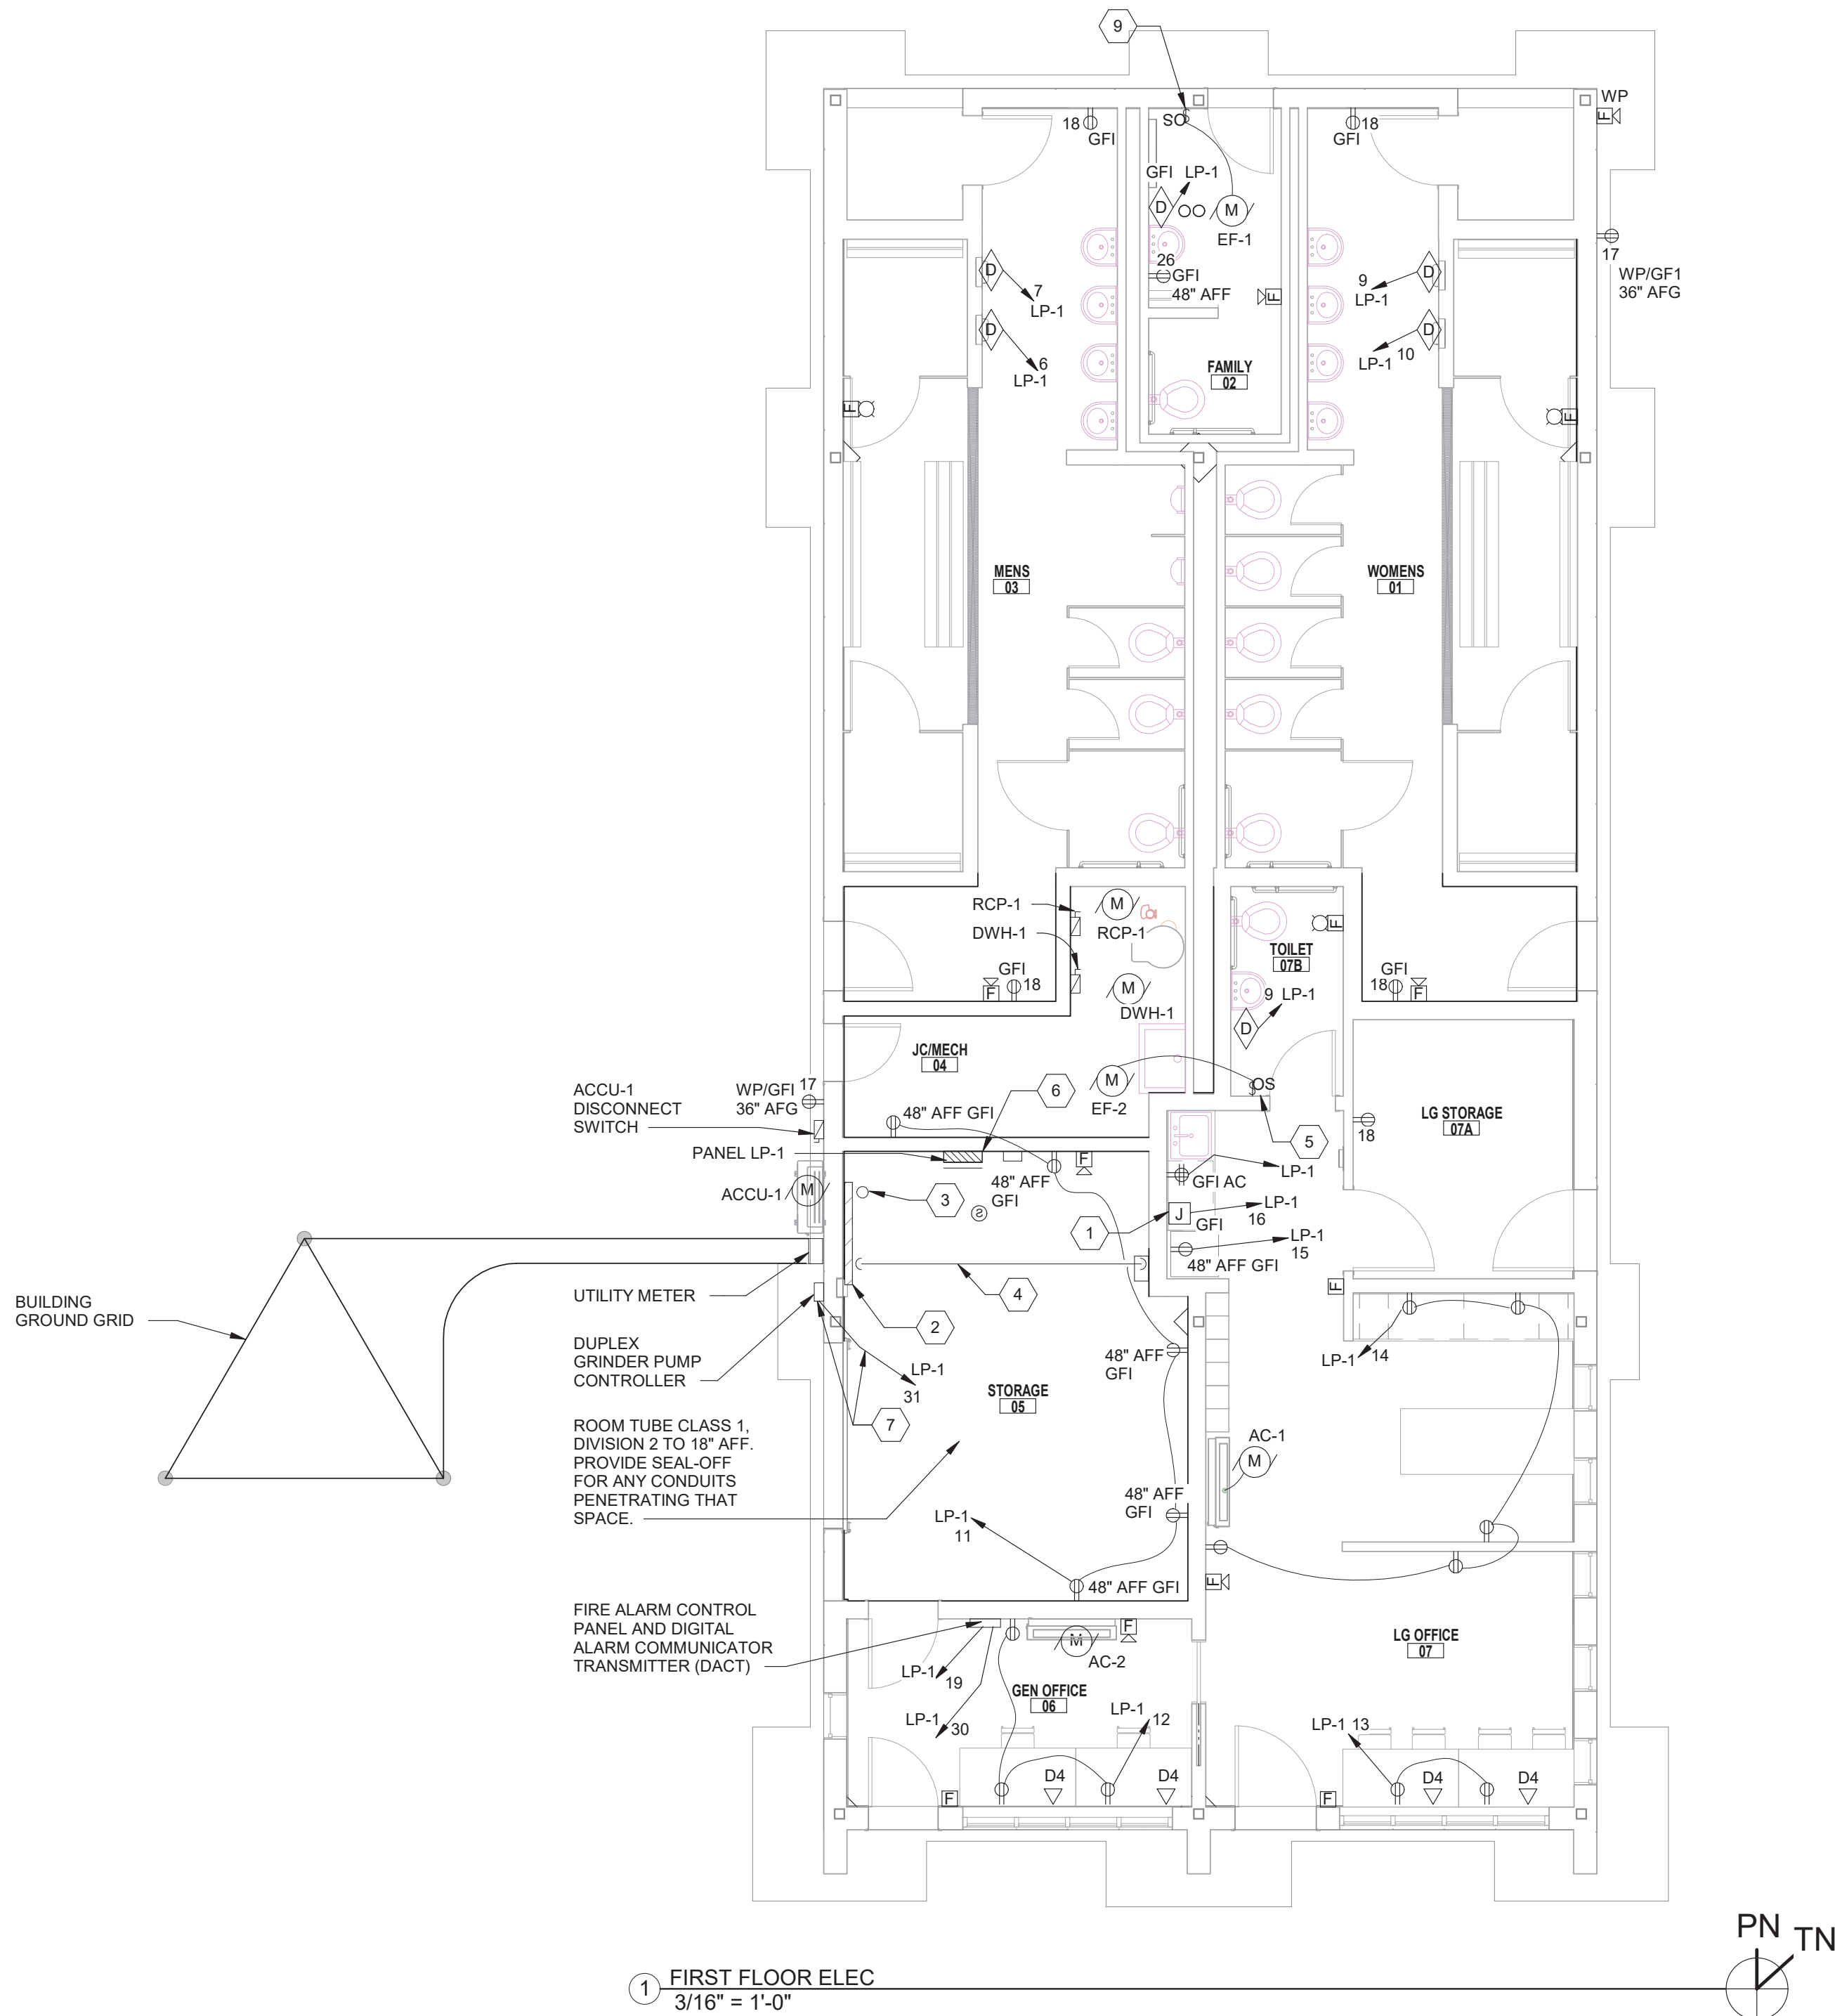 9
WP
F
18
GFI
SO
18
GFI
GFI LP-1
D
M
EF-1
17
WP/GF1
36" AFG
26
GFI
48" AFF
F
D
7
LP-1
D
6
LP-1
9
LP-1
D
LP-1 10
D
FAMILY
02
F
F
MENS
03
WOMENS
01
RCP-1
M
RCP-1
DWH-1
M
DWH-1
F
TOILET
07B
GFI
18
F
GFI
18
F
9 LP-1
D
JC/MECH
04
ACCU-1
DISCONNECT
SWITCH
WP/GFI 17
36" AFG
M
EF-2
OS
6
48" AFF GFI
5
LG STORAGE
07A
18
PANEL LP-1
48" AFF
GFI
F
S
GFI AC
LP-1
ACCU-1
M
3
1
J
GFI
LP-1
16
LP-1
15
48" AFF GFI
4
F
BUILDING
GROUND GRID
UTILITY METER
2
DUPLEX
GRINDER PUMP
CONTROLLER
LP-1
31
7
48" AFF
GFI
LP-1 14
STORAGE
05
ROOM TUBE CLASS 1,
DIVISION 2 TO 18" AFF.
PROVIDE SEAL-OFF
FOR ANY CONDUITS
PENETRATING THAT
SPACE.
AC-1
M
48" AFF
GFI
LP-1
11
48" AFF GFI
F
FIRE ALARM CONTROL
PANEL AND DIGITAL
ALARM COMMUNICATOR
TRANSMITTER (DACT)
M
AC-2
F
LP-1
19
LP-1
30
GEN OFFICE
06
LP-1
12
LG OFFICE
07
LP-1 13
D4
D4
D4
D4
F
F
PN
TN
1
FIRST FLOOR ELEC
3/16" = 1'-0"